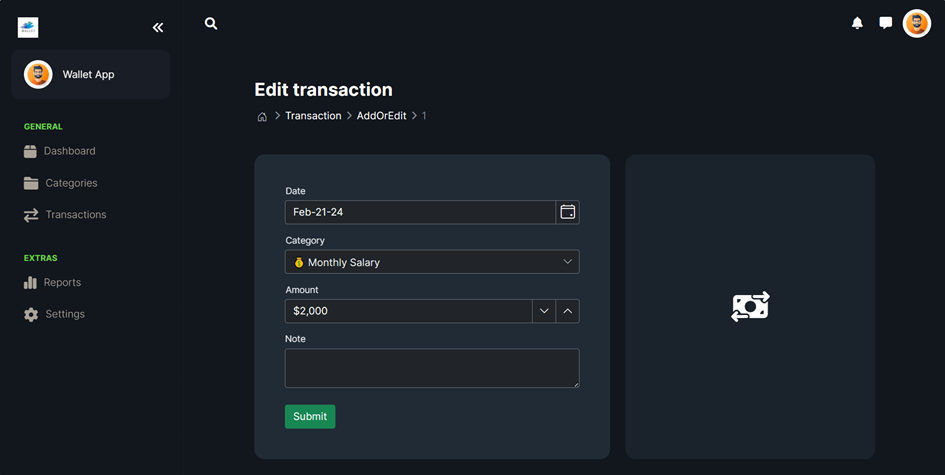 WALLET
Wallet App
GENERAL
Dashboard
Categories
Transactions
EXTRAS
Reports
Settings
Edit transaction
Transaction > AddOrEdit > 1
Date
Feb-21-24
Category
Monthly Salary
Amount
$2,000
Note
Submit